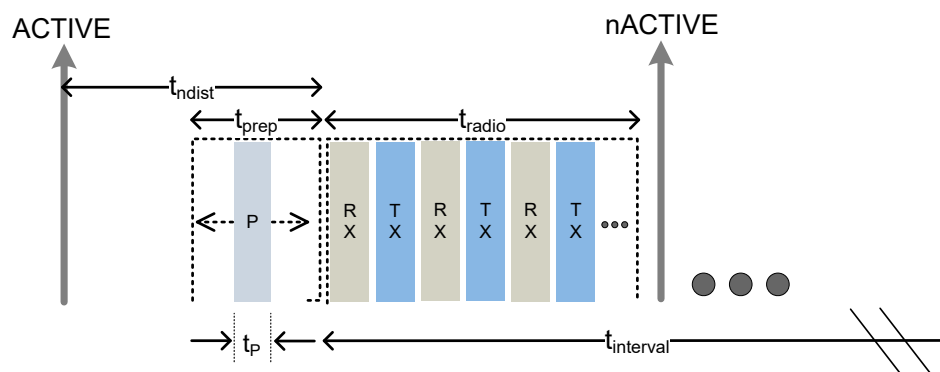 ACTIVE
nACTIVE
tndist
tprep
tradio
P
R
X
T
X
R
X
T
X
R
X
T
X
tP
tinterval